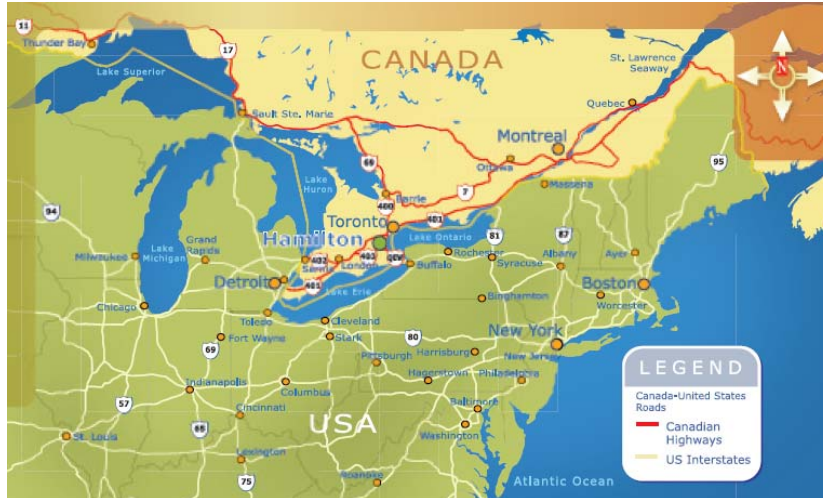 11
Thunder Bay
17
CANADA
St. Lawrence
Seaway
N
Lake Superior
Sault Ste. Marie
Quebec
Montreal
Ottawa
95
69
Lake
Huron
7
Massena
Barrie
400
94
Toronto
401
Hamilton
Lake Ontario
81
87
Grand
Rapids
Milwaukee
Lake
Michigan
402
Sarnia
London
403
QEW
Buffalo
Rochester
Syracuse
Albany
Ayer
Detroit
401
Lake Erie
Boston
Chicago
Binghamton
Worcester
Toledo
Cleveland
New York
69
Fort Wayne
Stark
80
Pittsburgh
Harrisburg
New Jersey
Hagerstown
Philadelphia
Indianapolis
Columbus
57
Cincinnati
Baltimore
USA
65
St. Louis
Washington
Lexington
75
Roanoke
Atlantic Ocean
LEGEND
Canada-United States
Roads
Canadian
Highways
US Interstates